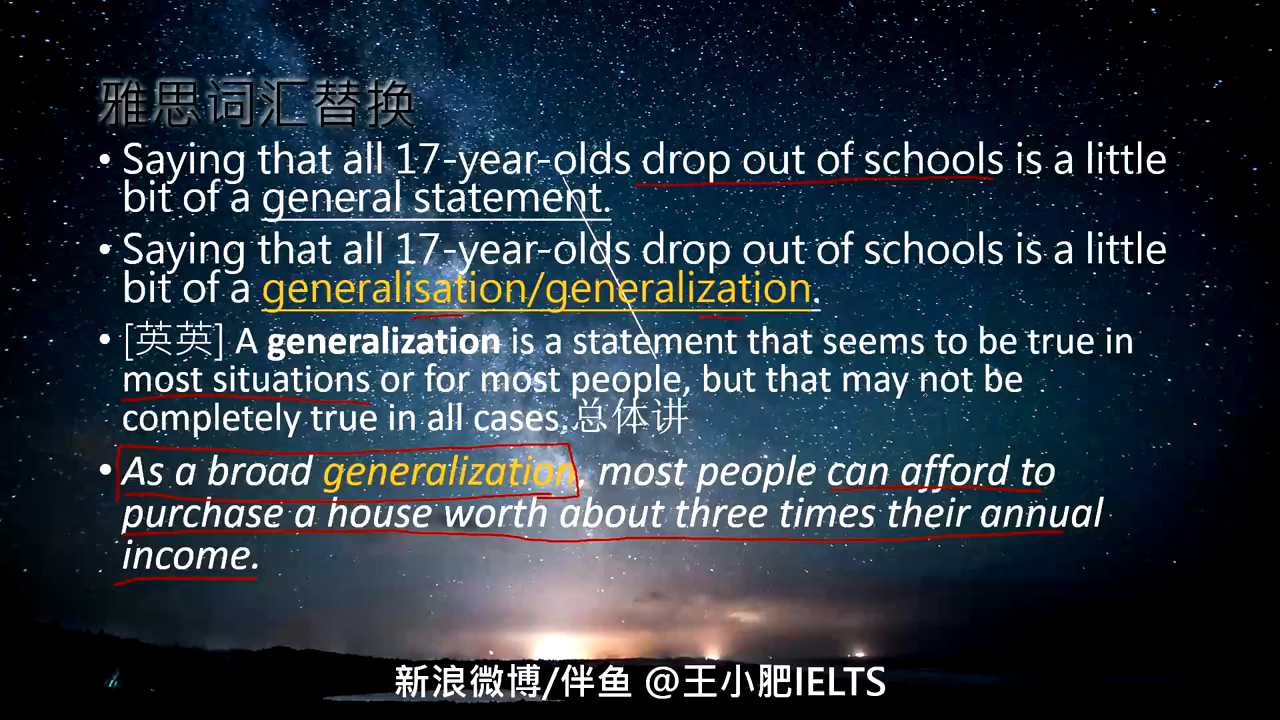 雅思词汇替换
• Saying that all 17-year-olds drop out of schools is a little
bit of a general statement.
• Saying that all 17-year-olds drop out of schools is a little
bit of a generalisation/generalization.
• [英英] A generalization is a statement that seems to be true in
most situations or for most people, but that may not be
completely true in all cases.总体讲
• As a broad generalization, most people can afford to
purchase a house worth about three times their annual
income.
新浪微博/伴鱼 @王小肥IELTS